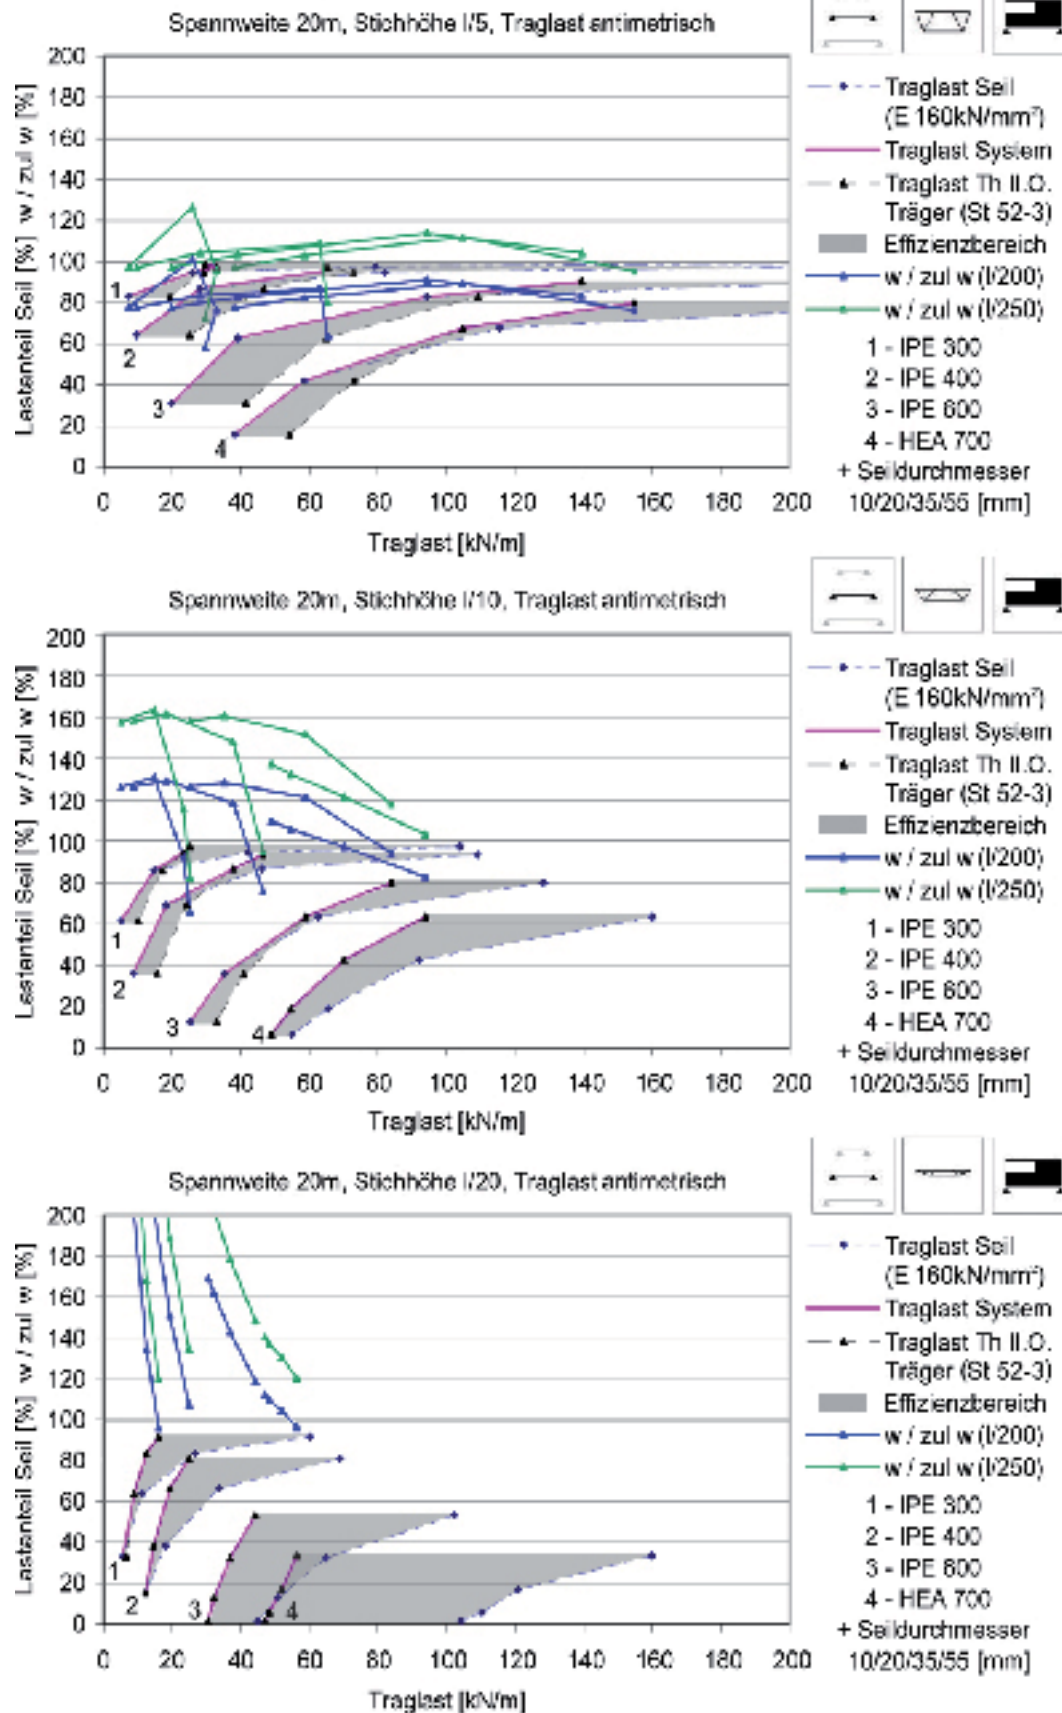 Spannweite 20m, Stichhöhe l/5, Traglast antimetrisch
Lastanteil Seil [%]  w / zul w [%]
200
180
160
140
120
100
80
60
40
20
0
1
2
3
4
0 20 40 60 80 100 120 140 160 180 200
Traglast [kN/m]
Traglast Seil
(E 160kN/mm²)
Traglast System
Traglast Th II.O.
Träger (St 52-3)
Effizienzbereich
w / zul w (l/200)
w / zul w (l/250)
1 - IPE 300
2 - IPE 400
3 - IPE 600
4 - HEA 700
+ Seildurchmesser
10/20/35/55 [mm]
Spannweite 20m, Stichhöhe l/10, Traglast antimetrisch
Lastanteil Seil [%]  w / zul w [%]
200
180
160
140
120
100
80
60
40
20
0
1
2
3
4
0 20 40 60 80 100 120 140 160 180 200
Traglast [kN/m]
Traglast Seil
(E 160kN/mm²)
Traglast System
Traglast Th II.O.
Träger (St 52-3)
Effizienzbereich
w / zul w (l/200)
w / zul w (l/250)
1 - IPE 300
2 - IPE 400
3 - IPE 600
4 - HEA 700
+ Seildurchmesser
10/20/35/55 [mm]
Spannweite 20m, Stichhöhe l/20, Traglast antimetrisch
Lastanteil Seil [%]  w / zul w [%]
200
180
160
140
120
100
80
60
40
20
0
1
2
3
4
0 20 40 60 80 100 120 140 160 180 200
Traglast [kN/m]
Traglast Seil
(E 160kN/mm²)
Traglast System
Traglast Th II.O.
Träger (St 52-3)
Effizienzbereich
w / zul w (l/200)
w / zul w (l/250)
1 - IPE 300
2 - IPE 400
3 - IPE 600
4 - HEA 700
+ Seildurchmesser
10/20/35/55 [mm]